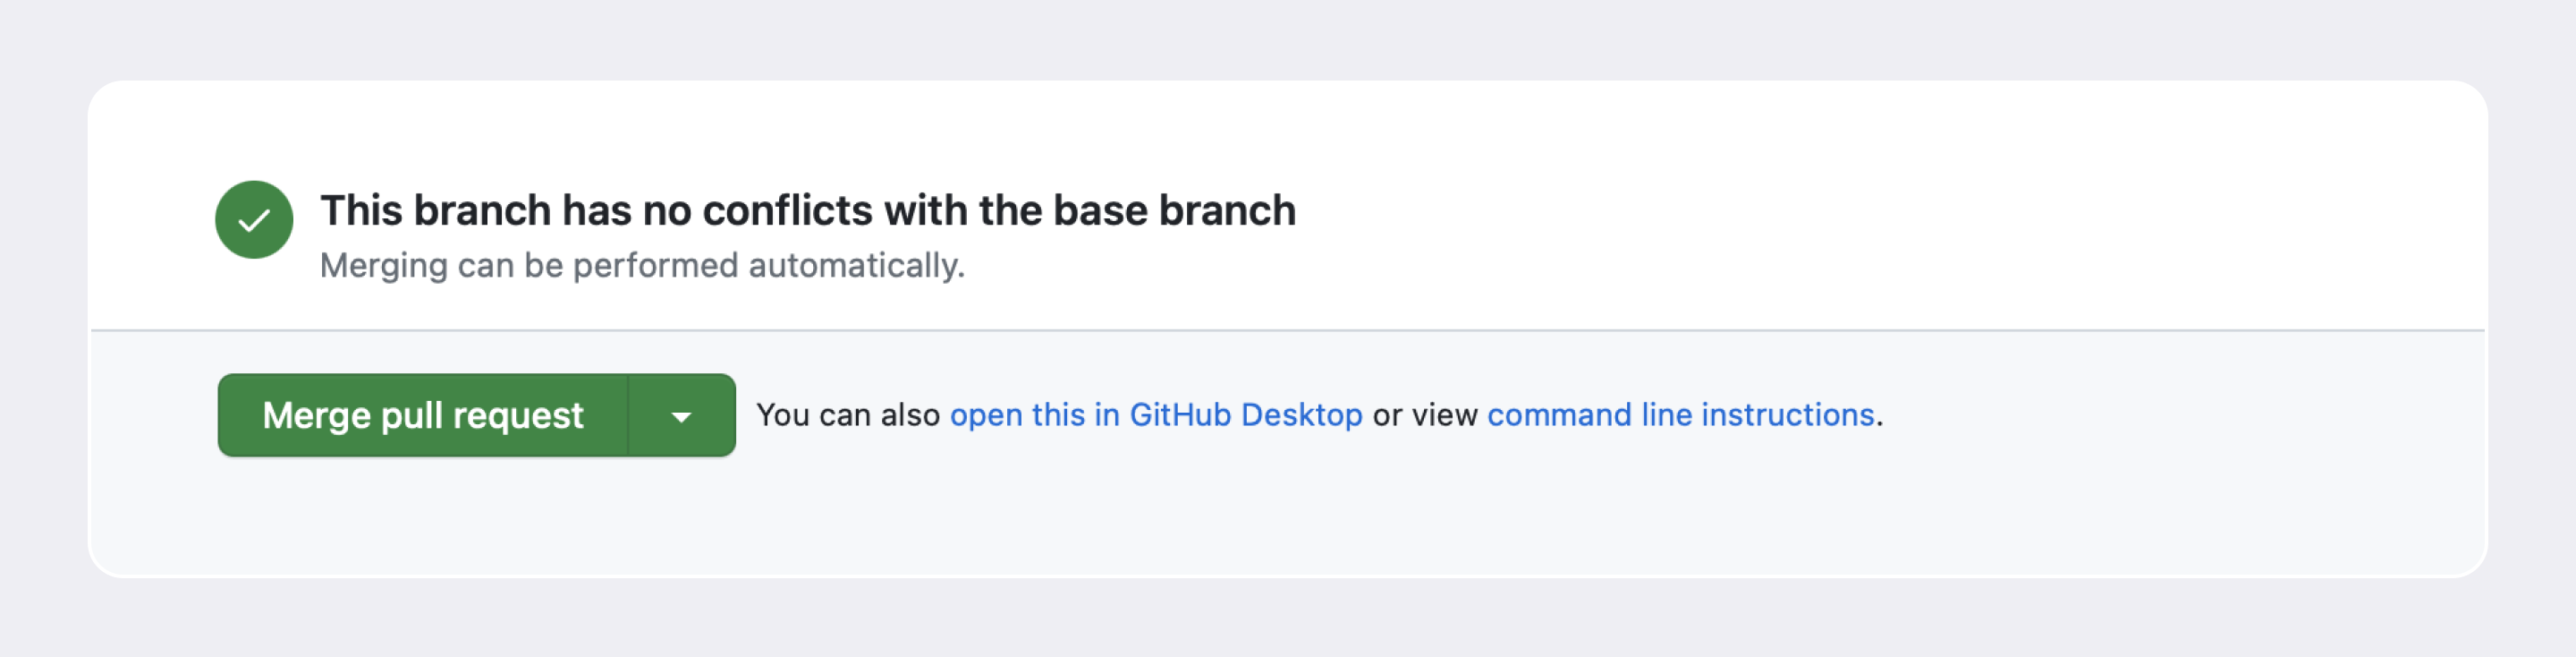 This branch has no conflicts with the base branch
Merging can be performed automatically.
Merge pull request You can also open this in GitHub Desktop or view command line instructions.